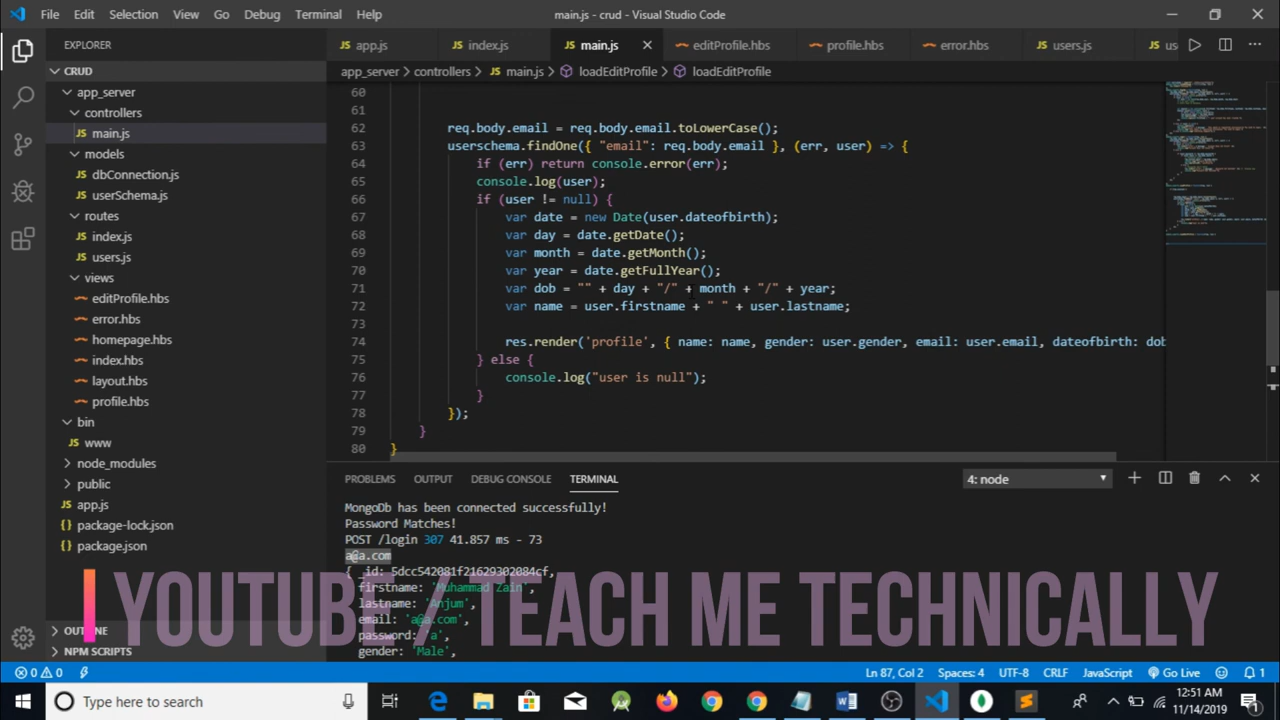 File Edit Selection View Go Debug Terminal Help
main.js - crud - Visual Studio Code
EXPLORER
app.js index.js main.js editProfile.hbs profile.hbs error.hbs users.js us
CRUD
app_server > controllers > main.js > loadEditProfile > loadEditProfile
app_server
controllers
main.js
models
dbConnection.js
userSchema.js
routes
index.js
users.js
views
editProfile.hbs
error.hbs
homepage.hbs
index.hbs
layout.hbs
profile.hbs
bin
www
node_modules
public
app.js
package-lock.json
package.json
OUTLINE
NPM SCRIPTS
60
61
62 req.body.email = req.body.email.toLowerCase();
63 userschema.findOne({ "email": req.body.email }, (err, user) => {
64 if (err) return console.error(err);
65 console.log(user);
66 if (user != null) {
67 var date = new Date(user.dateofbirth);
68 var day = date.getDate();
69 var month = date.getMonth();
70 var year = date.getFullYear();
71 var dob = "" + day + "/" + month + "/" + year;
72 var name = user.firstname + " " + user.lastname;
73
74 res.render('profile', { name: name, gender: user.gender, email: user.email, dateofbirth: dob
75 } else {
76 console.log("user is null");
77 }
78 });
79 }
80 }
PROBLEMS OUTPUT DEBUG CONSOLE TERMINAL 4: node
MongoDb has been connected successfully!
Password Matches!
POST /login 307 41.857 ms - 73
a@a.com
{ _id: 5dcc542081f21629302084cf,
firstname: 'Muhammad Zain',
lastname: 'Anjum',
email: 'a@a.com',
password: 'a',
gender: 'Male',
YOUTUBE / TEACH ME TECHNICALLY
0 0 Ln 87, Col 2 Spaces: 4 UTF-8 CRLF JavaScript Go Live 1
Type here to search
12:51 AM
11/14/2019
1